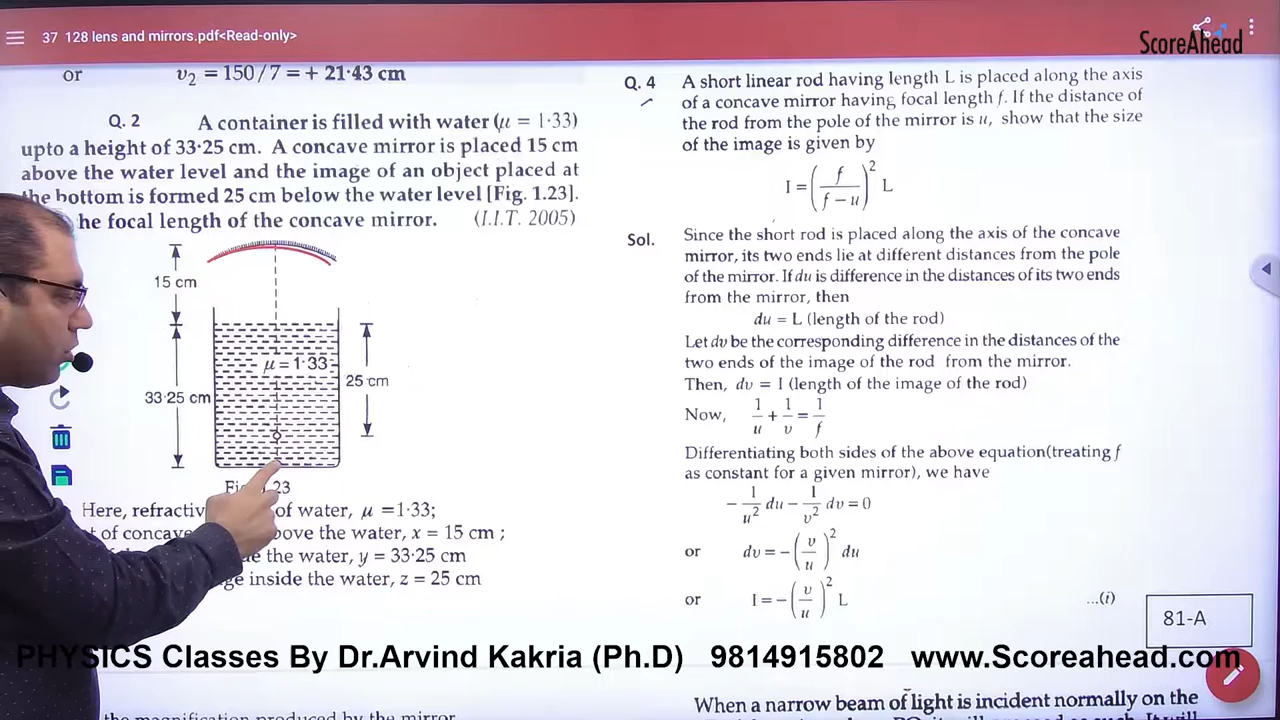 37 128 lens and mirrors.pdf<Read-only>
ScoreAhead
or v₂ = 150/7 = + 21·43 cm
Q. 2 A container is filled with water (μ = 1·33)
upto a height of 33·25 cm. A concave mirror is placed 15 cm
above the water level and the image of an object placed at
the bottom is formed 25 cm below the water level [Fig. 1.23].
he focal length of the concave mirror. (I.I.T. 2005)
15 cm
μ = 1·33
25 cm
33·25 cm
23
Here, refractiv of water, μ =1·33;
t of concav bove the water, x = 15 cm ;
e the water, y = 33·25 cm
ge inside the water, z = 25 cm
the magnification produced by the mirror
Q. 4 A short linear rod having length L is placed along the axis
of a concave mirror having focal length f. If the distance of
the rod from the pole of the mirror is u, show that the size
of the image is given by
I = (f/(f – u))² L
Sol. Since the short rod is placed along the axis of the concave
mirror, its two ends lie at different distances from the pole
of the mirror. If du is difference in the distances of its two ends
from the mirror, then
du = L (length of the rod)
Let dv be the corresponding difference in the distances of the
two ends of the image of the rod from the mirror.
Then, dv = I (length of the image of the rod)
Now, 1/u + 1/v = 1/f
Differentiating both sides of the above equation(treating f
as constant for a given mirror), we have
– 1/u² du – 1/v² dv = 0
or dv = – (v/u)² du
or I = – (v/u)² L ...(i)
81-A
PHYSICS Classes By Dr.Arvind Kakria (Ph.D) 9814915802 www.Scoreahead.com
When a narrow beam of light is incident normally on the